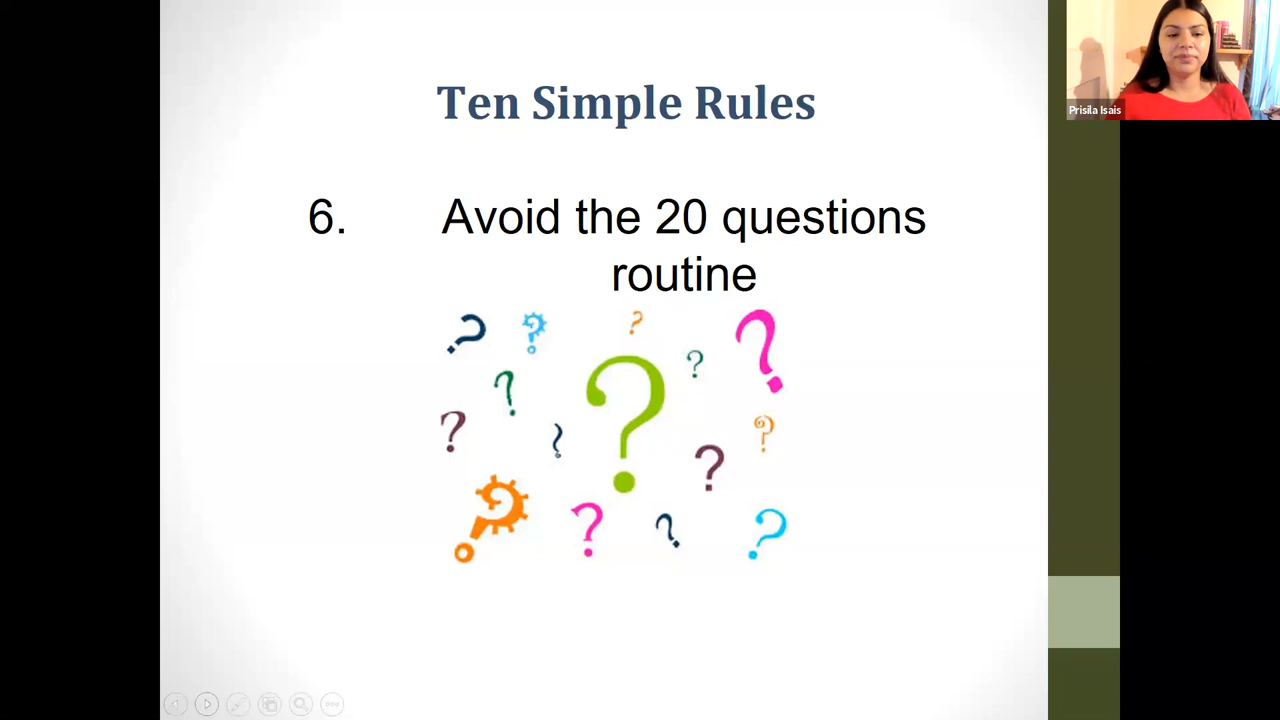 Ten Simple Rules
6. Avoid the 20 questions
routine
Prisila Isais